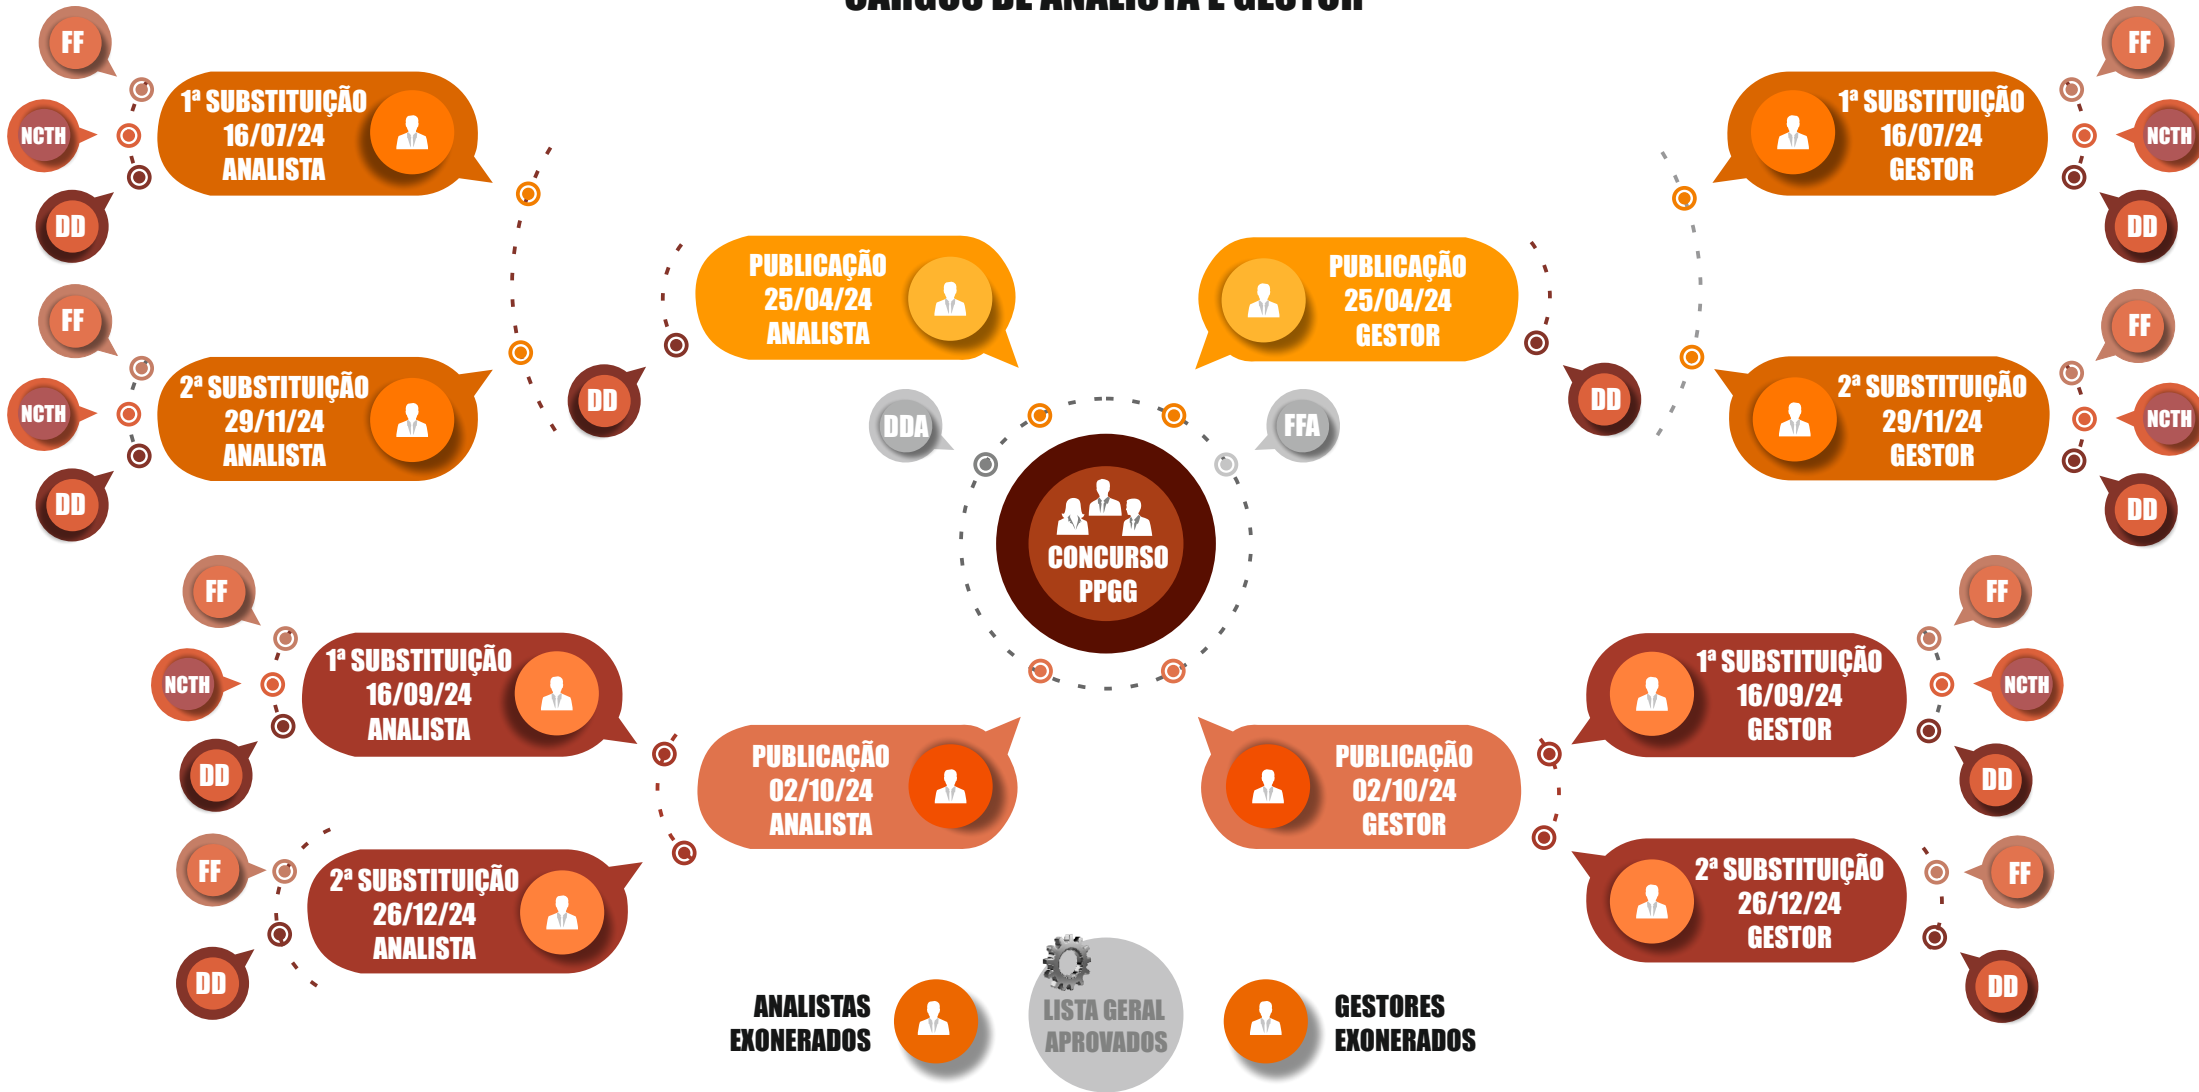 CARGOS DE ANALISTA E GESTOR
FF
NCTH
DD
1ª SUBSTITUIÇÃO
16/07/24
ANALISTA
FF
NCTH
DD
2ª SUBSTITUIÇÃO
29/11/24
ANALISTA
DD
PUBLICAÇÃO
25/04/24
ANALISTA
PUBLICAÇÃO
25/04/24
GESTOR
DD
1ª SUBSTITUIÇÃO
16/07/24
GESTOR
FF
NCTH
DD
2ª SUBSTITUIÇÃO
29/11/24
GESTOR
FF
NCTH
DD
DDA
FFA
CONCURSO
PPGG
FF
NCTH
DD
1ª SUBSTITUIÇÃO
16/09/24
ANALISTA
FF
DD
2ª SUBSTITUIÇÃO
26/12/24
ANALISTA
PUBLICAÇÃO
02/10/24
ANALISTA
PUBLICAÇÃO
02/10/24
GESTOR
1ª SUBSTITUIÇÃO
16/09/24
GESTOR
FF
NCTH
DD
2ª SUBSTITUIÇÃO
26/12/24
GESTOR
FF
DD
ANALISTAS
EXONERADOS
LISTA GERAL
APROVADOS
GESTORES
EXONERADOS